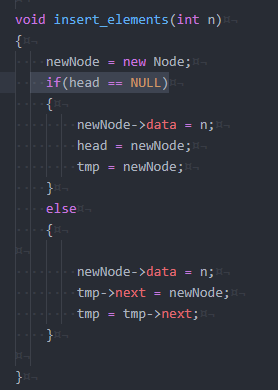 void insert_elements(int n)
{
newNode = new Node;
if(head == NULL)
{
newNode->data = n;
head = newNode;
tmp = newNode;
}
else
{
newNode->data = n;
tmp->next = newNode;
tmp = tmp->next;
}
}